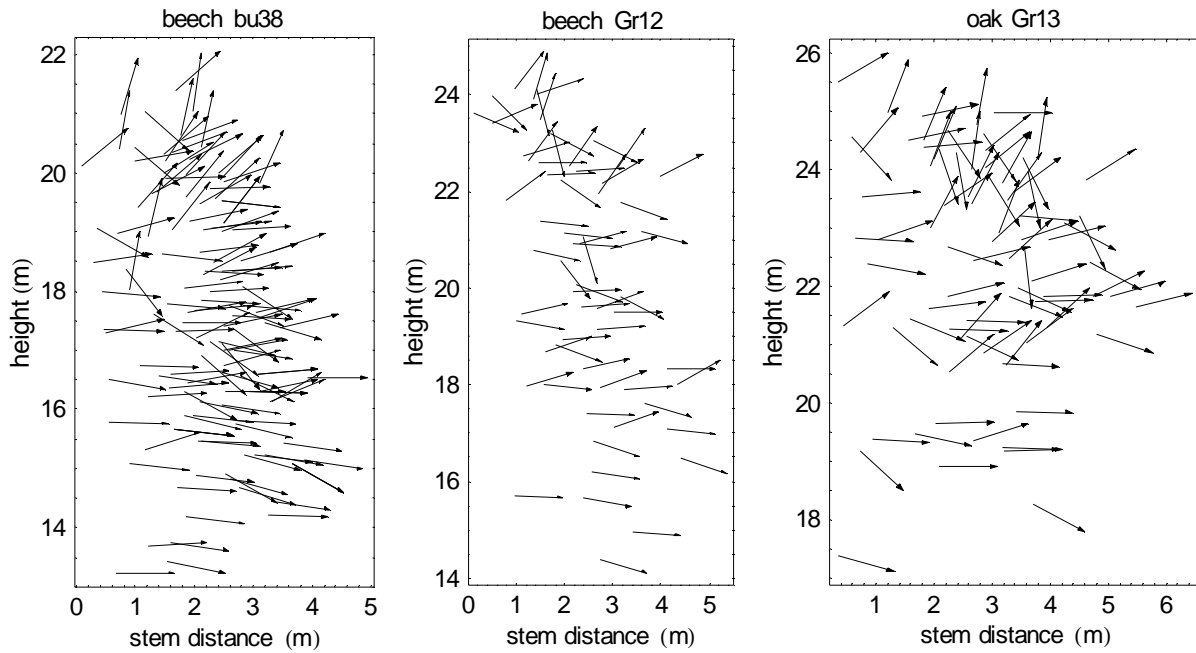 beech bu38
beech Gr12
oak Gr13
height (m)
22
20
18
16
14
0 1 2 3 4 5
stem distance (m)
height (m)
24
22
20
18
16
14
0 1 2 3 4 5
stem distance (m)
height (m)
26
24
22
20
18
1 2 3 4 5 6
stem distance (m)